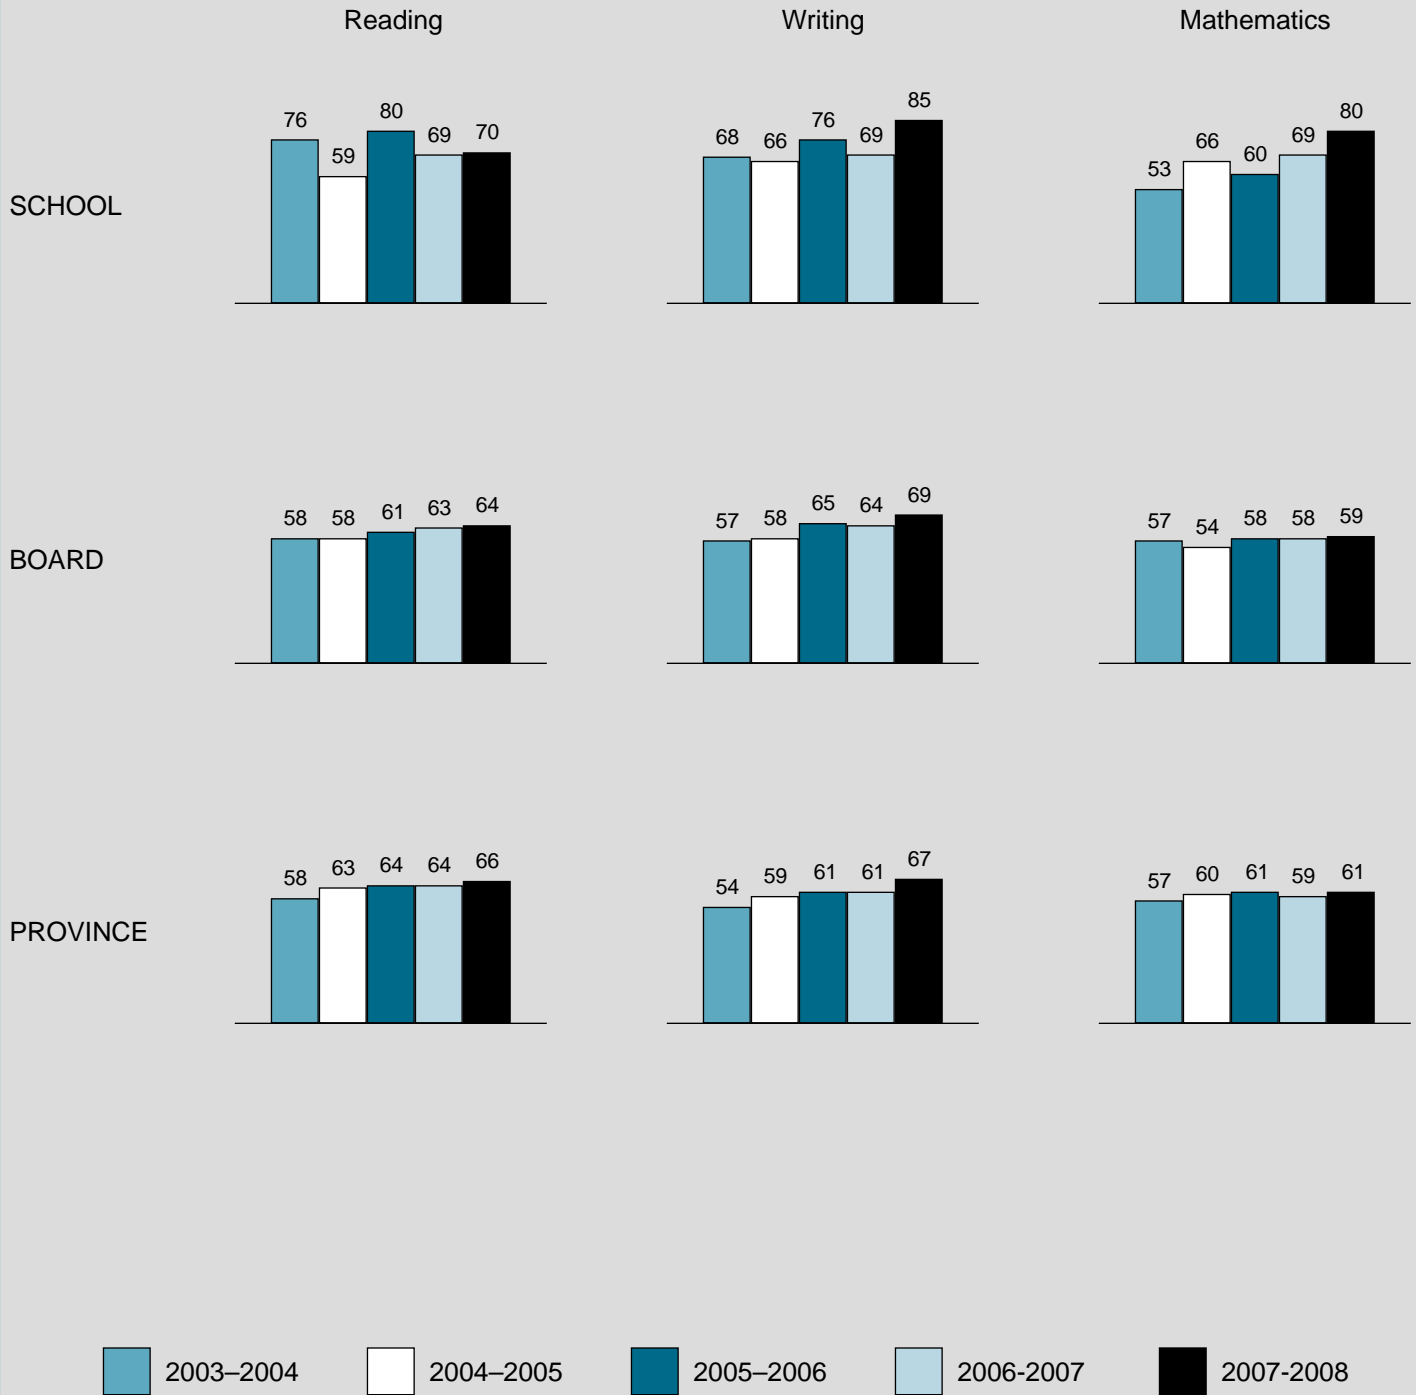 Reading Writing Mathematics
SCHOOL
76 59 80 69 70
68 66 76 69 85
53 66 60 69 80
BOARD
58 58 61 63 64
57 58 65 64 69
57 54 58 58 59
PROVINCE
58 63 64 64 66
54 59 61 61 67
57 60 61 59 61
2003–2004 2004–2005 2005–2006 2006-2007 2007-2008